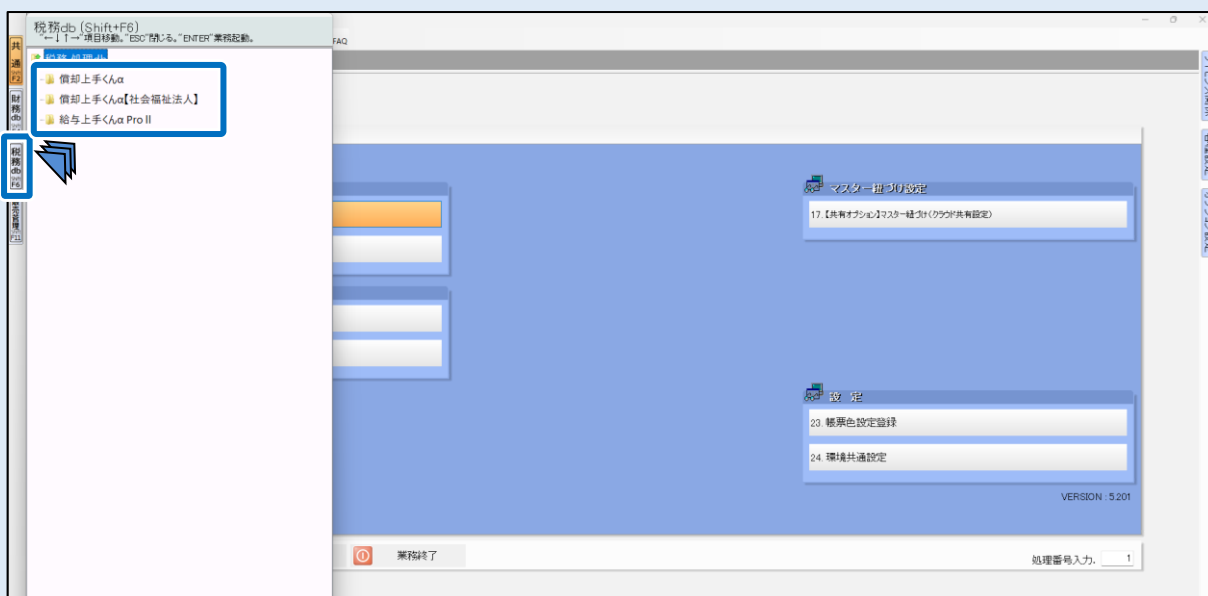 税務db (Shift+F6)
"←↓↑→"項目移動。"ESC"閉じる。"ENTER"業務起動。
FAQ
共通
F2
財務db
税務db
F6
F11
償却上手くんα
償却上手くんα【社会福祉法人】
給与上手くんα Pro II
マスター紐づけ設定
17.【共有オプション】マスター紐づけ(クラウド共有設定)
設 定
23. 帳票色設定登録
24. 環境共通設定
VERSION : 5.201
業務終了
処理番号入力. 1